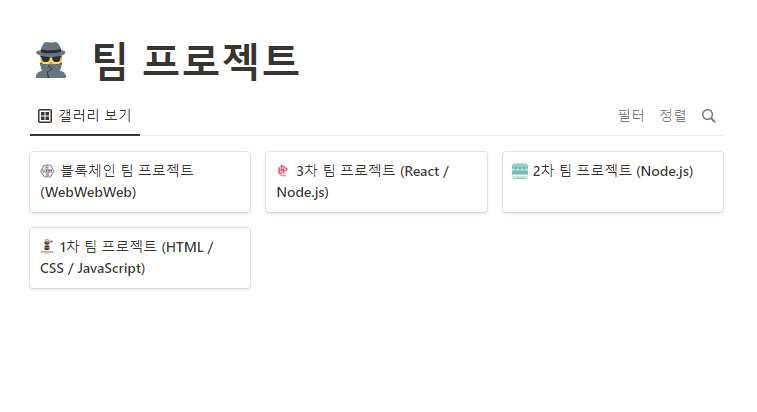 팀 프로젝트
갤러리 보기
필터 정렬
블록체인 팀 프로젝트
(WebWebWeb)
3차 팀 프로젝트 (React /
Node.js)
2차 팀 프로젝트 (Node.js)
1차 팀 프로젝트 (HTML /
CSS / JavaScript)